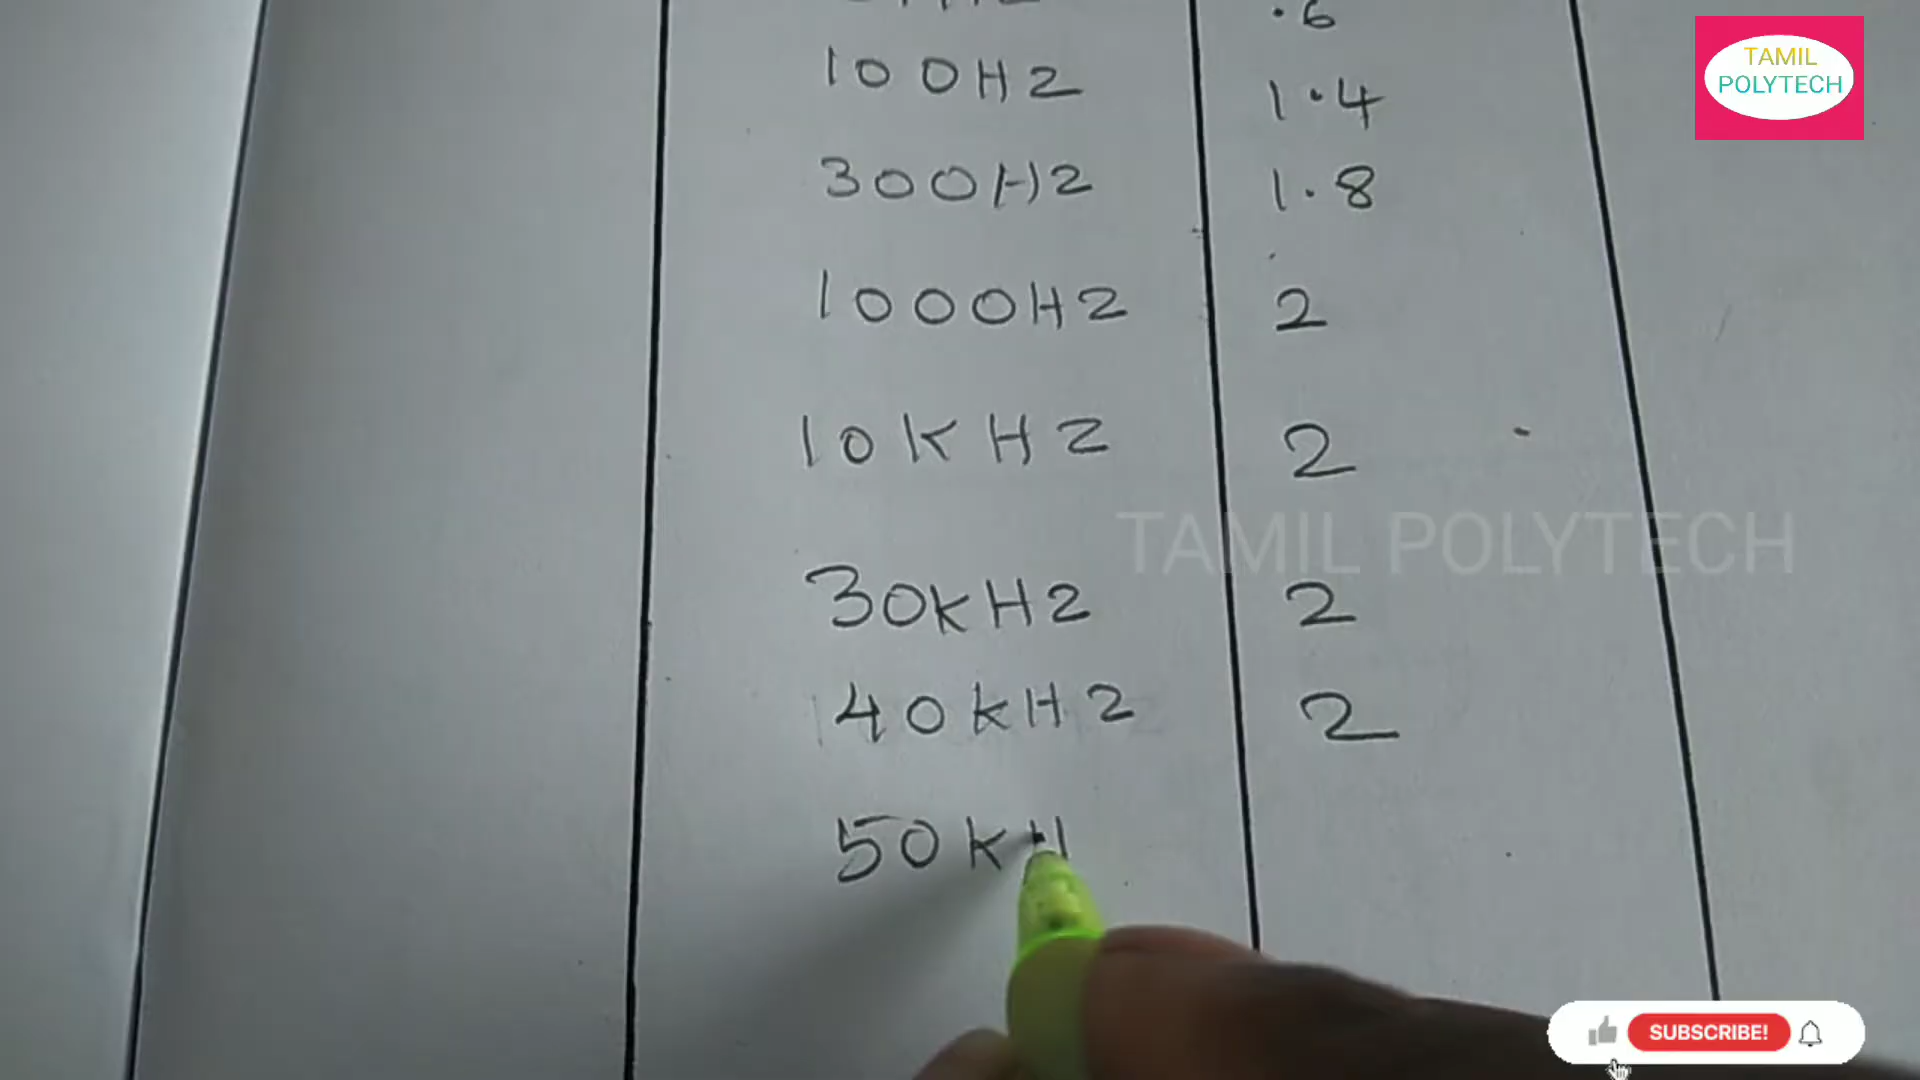 .6
100HZ 1.4
300HZ 1.8
1000HZ 2
10KHZ 2
30KHZ 2
40KHZ 2
50KH
TAMIL
POLYTECH
TAMIL POLYTECH
SUBSCRIBE!